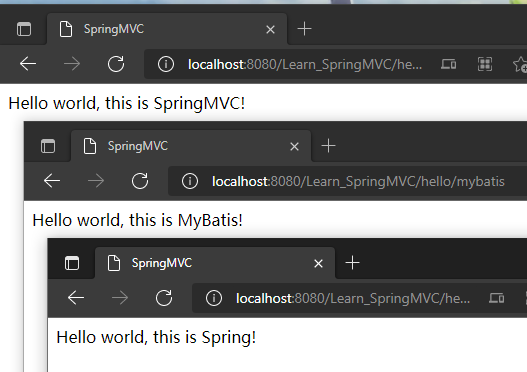 SpringMVC
localhost:8080/Learn_SpringMVC/he...
Hello world, this is SpringMVC!
SpringMVC
localhost:8080/Learn_SpringMVC/hello/mybatis
Hello world, this is MyBatis!
SpringMVC
localhost:8080/Learn_SpringMVC/he...
Hello world, this is Spring!